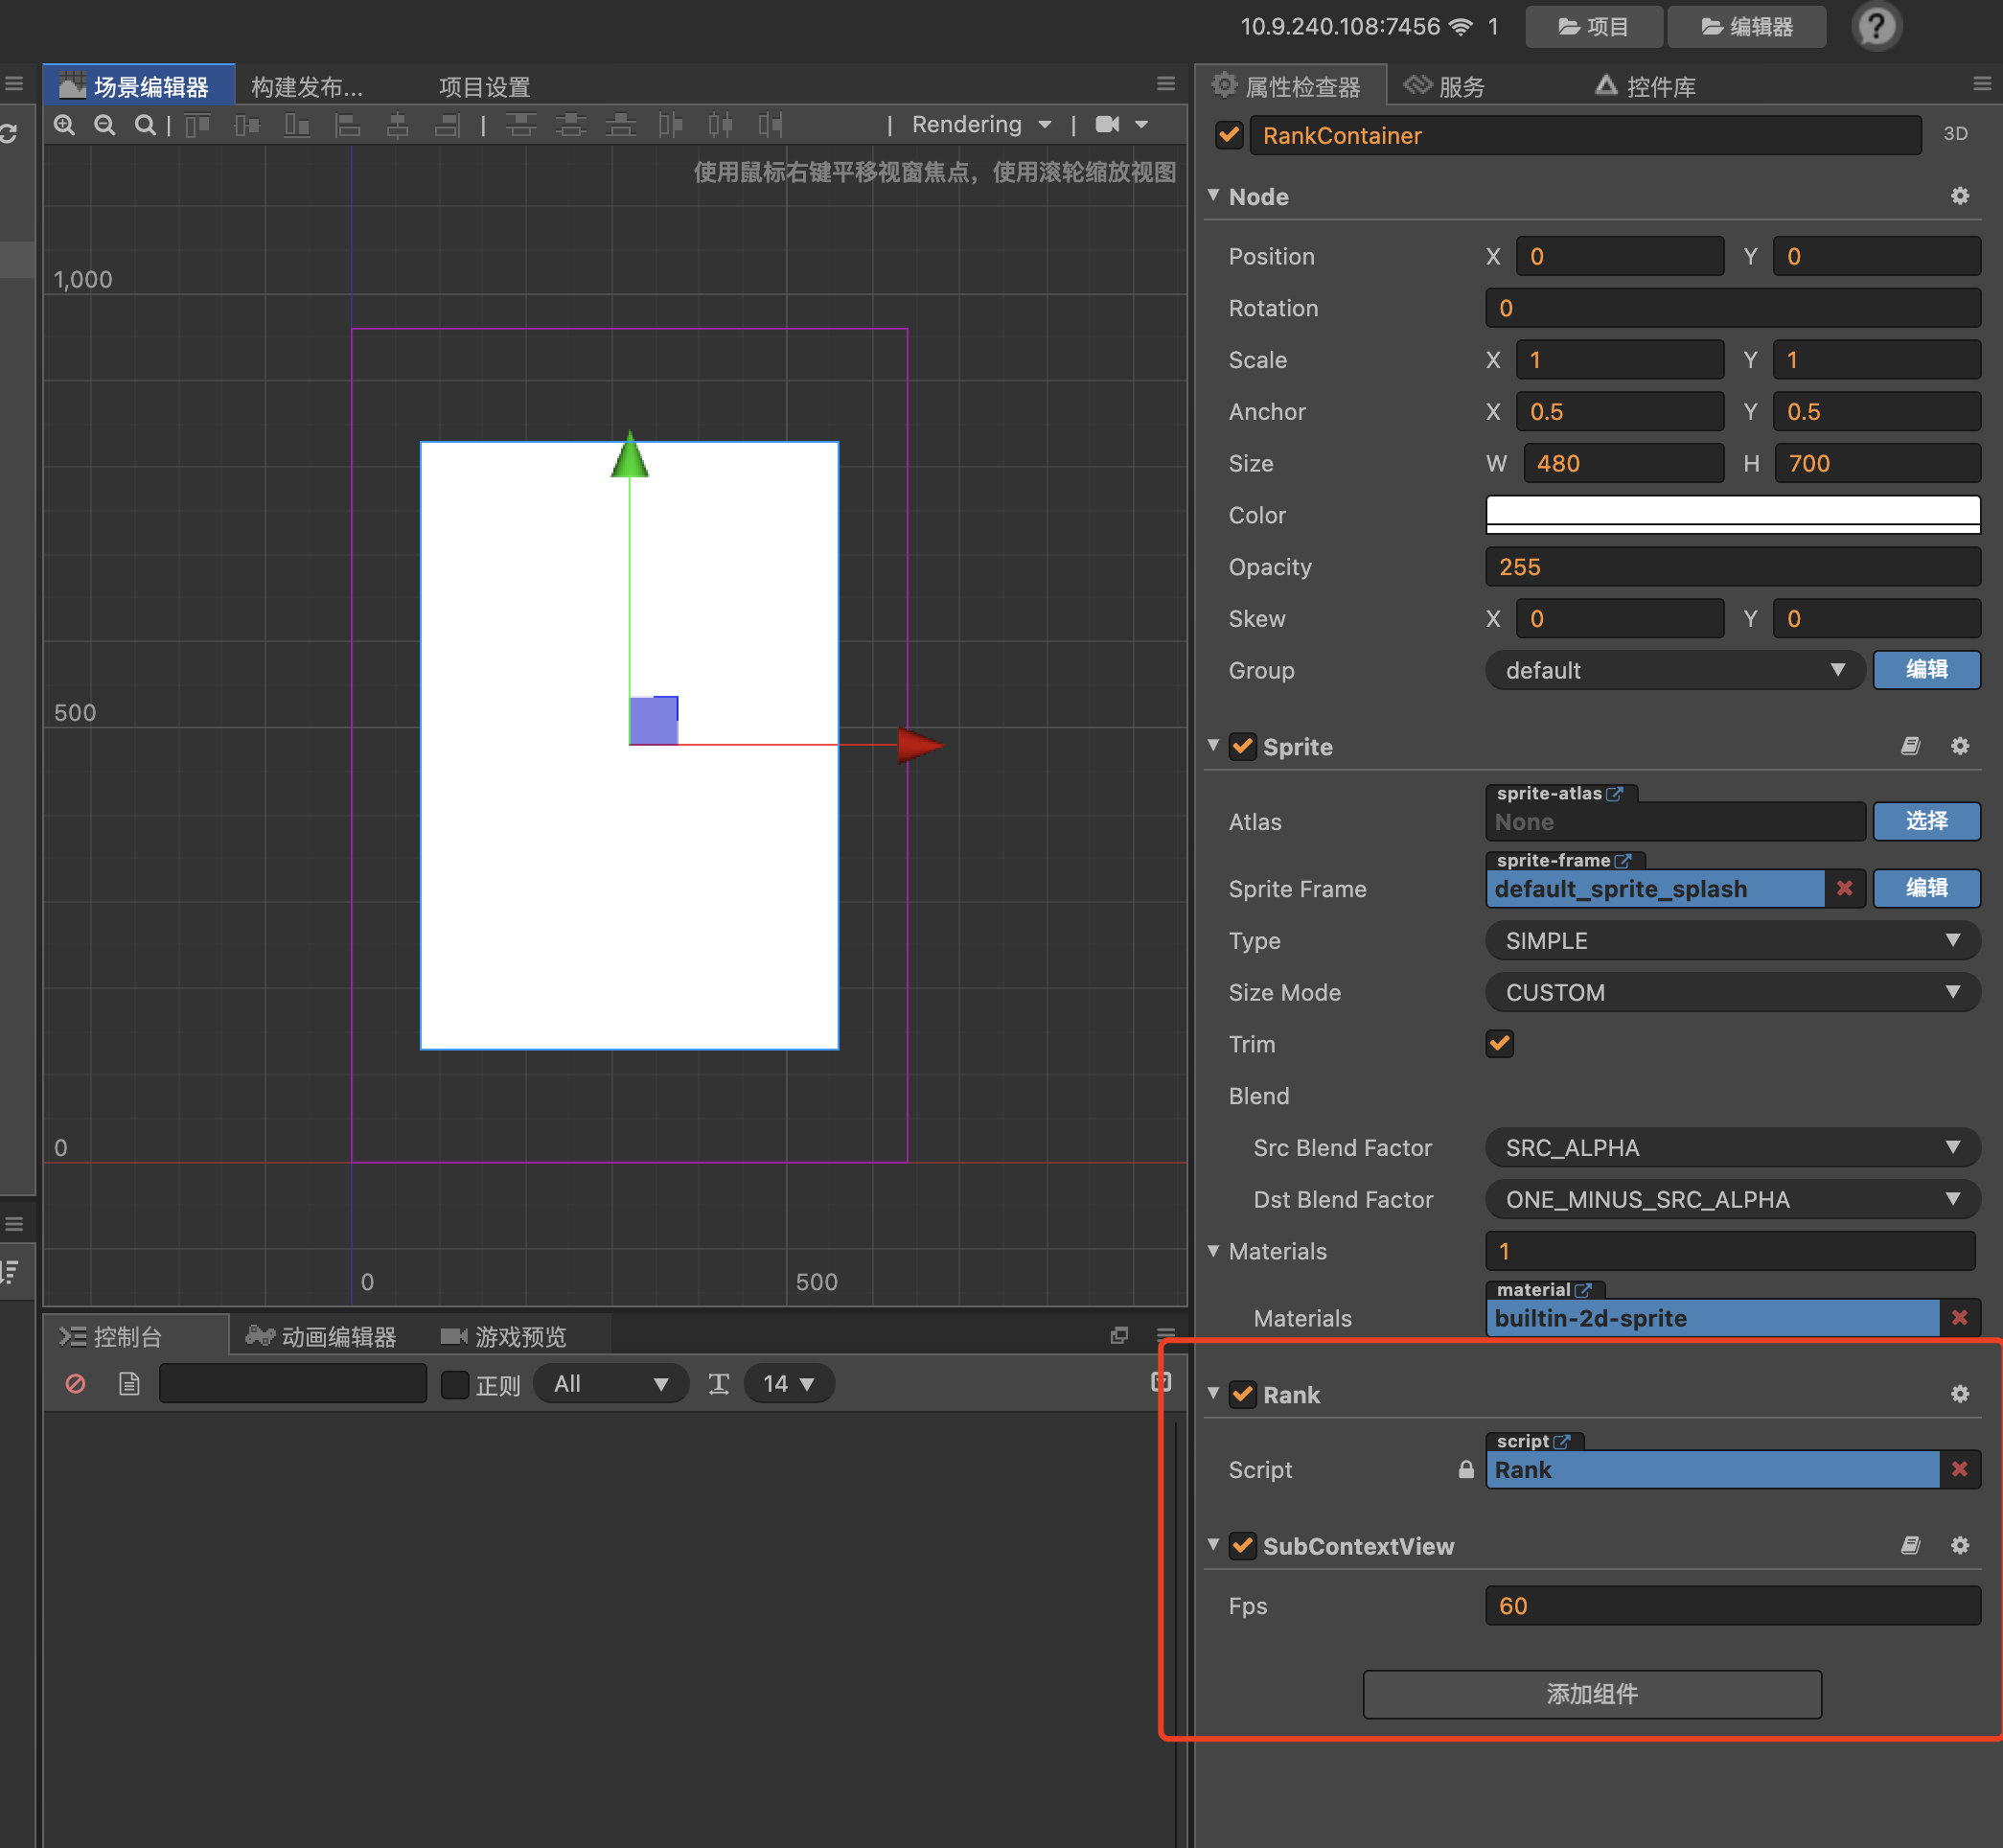 10.9.240.108:7456 1 项目 编辑器
场景编辑器 构建发布... 项目设置
Rendering
使用鼠标右键平移视窗焦点，使用滚轮缩放视图
1,000
500
0
0 500
控制台 动画编辑器 游戏预览
正则 All 14
属性检查器 服务 控件库
RankContainer 3D
Node
Position X 0 Y 0
Rotation 0
Scale X 1 Y 1
Anchor X 0.5 Y 0.5
Size W 480 H 700
Color
Opacity 255
Skew X 0 Y 0
Group default 编辑
Sprite
sprite-atlas
Atlas None 选择
sprite-frame
Sprite Frame default_sprite_splash 编辑
Type SIMPLE
Size Mode CUSTOM
Trim
Blend
Src Blend Factor SRC_ALPHA
Dst Blend Factor ONE_MINUS_SRC_ALPHA
Materials 1
material
Materials builtin-2d-sprite
Rank
script
Script Rank
SubContextView
Fps 60
添加组件